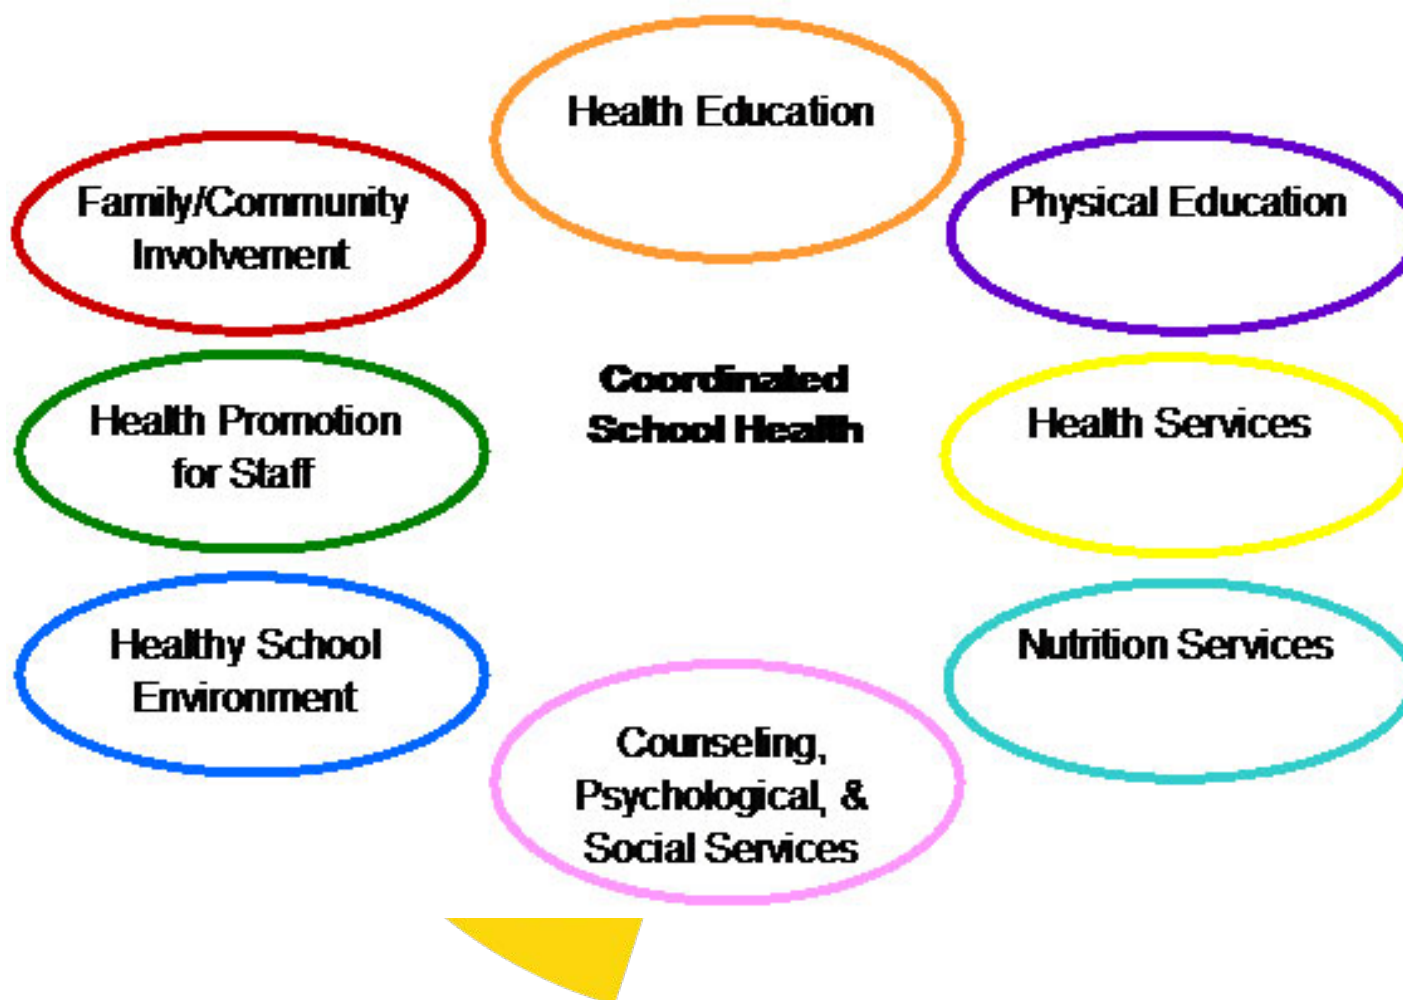 Health Education
Family/Community
Involvement
Physical Education
Coordinated
School Health
Health Promotion
for Staff
Health Services
Healthy School
Environment
Nutrition Services
Counseling,
Psychological, &
Social Services